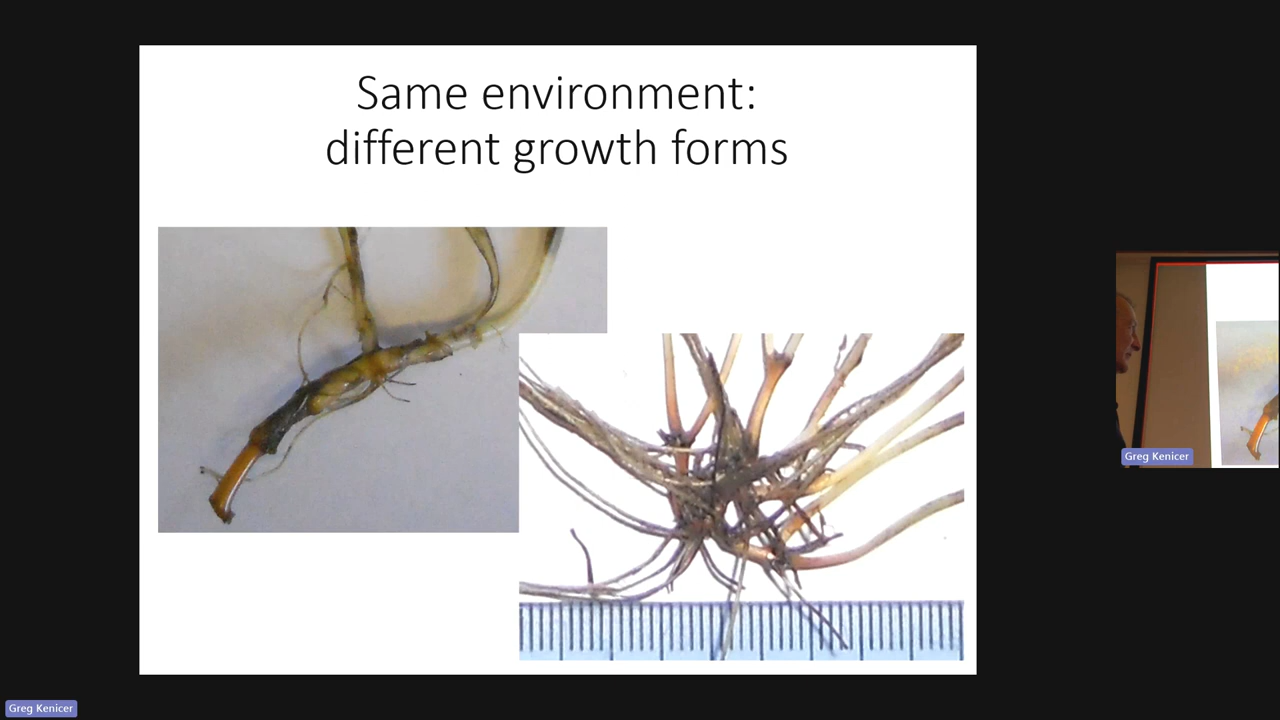 Same environment:
different growth forms
Greg Kenicer
Greg Kenicer